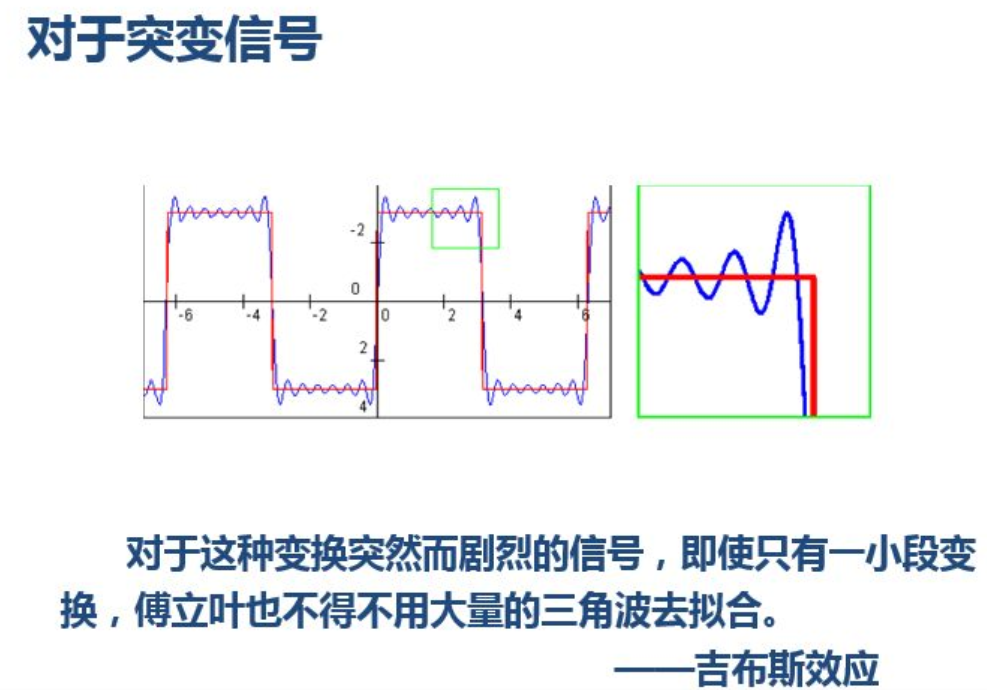 对于突变信号
-2
0
-6 -4 -2 0 2 4 6
2
4
对于这种变换突然而剧烈的信号，即使只有一小段变
换，傅立叶也不得不用大量的三角波去拟合。
——吉布斯效应